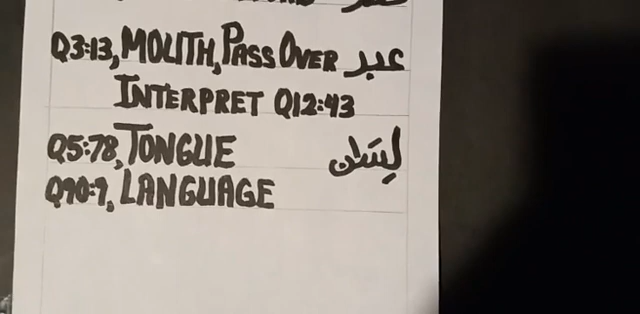 Q3:13, MOUTH, PASS OVER عبر
INTERPRET Q12:43
Q5:78, TONGUE لِسَان
Q90:9, LANGUAGE